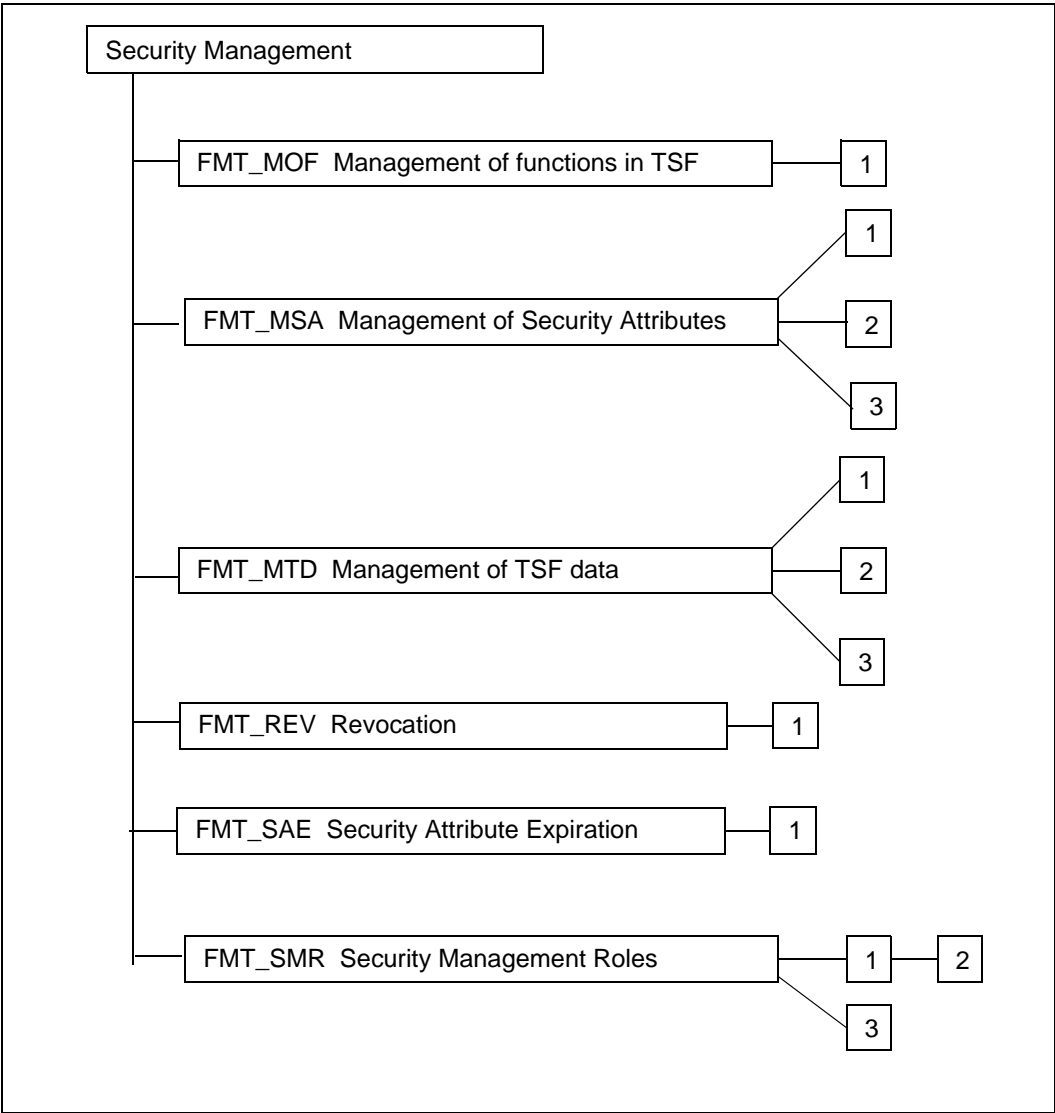 Security Management
FMT_MOF Management of functions in TSF 1
1
FMT_MSA Management of Security Attributes 2
3
1
FMT_MTD Management of TSF data 2
3
FMT_REV Revocation 1
FMT_SAE Security Attribute Expiration 1
FMT_SMR Security Management Roles 1 2
3